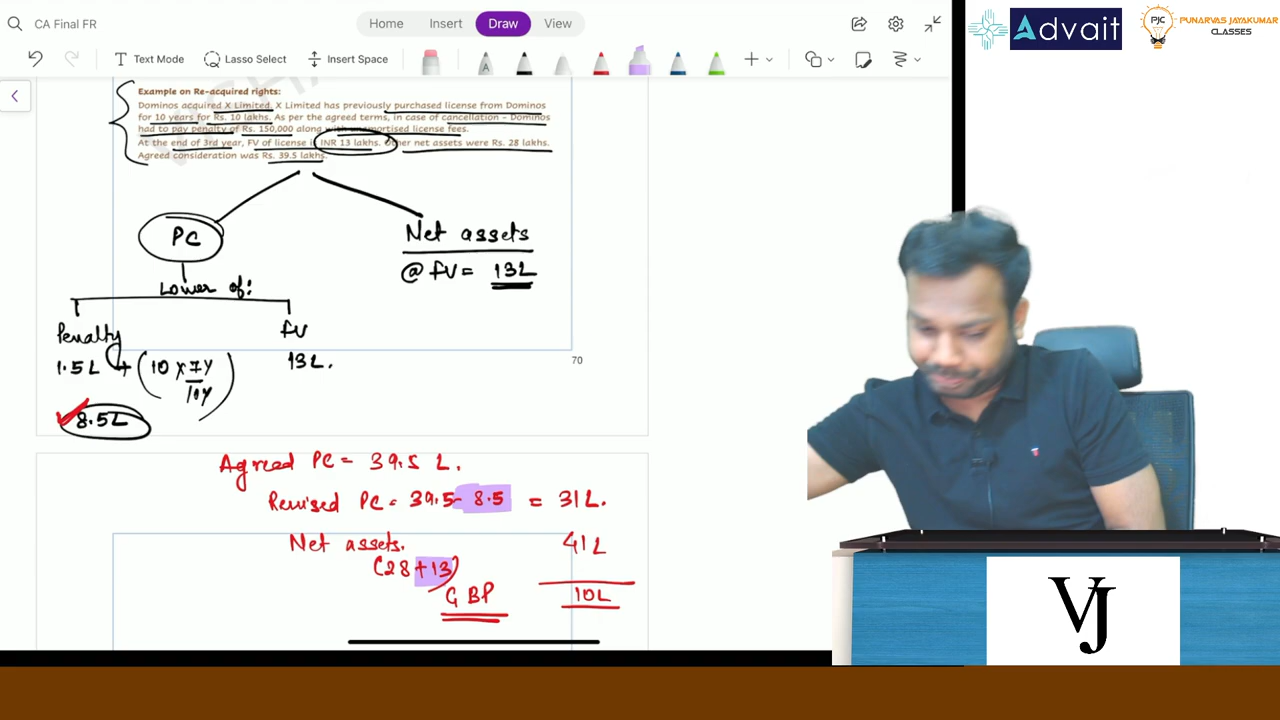 CA Final FR
Home Insert Draw View
Text Mode Lasso Select Insert Space
Advait
PJC PUNARVAS JAYAKUMAR CLASSES
Example on Re-acquired rights:
Dominos acquired X Limited. X Limited has previously purchased license from Dominos
for 10 years for Rs. 10 lakhs. As per the agreed terms, in case of cancellation – Dominos
had to pay penalty of Rs. 150,000 along with unamortised license fees.
At the end of 3rd year, FV of license is INR 13 lakhs. Other net assets were Rs. 28 lakhs.
Agreed consideration was Rs. 39.5 lakhs.
PC
Net assets
@ FV = 13L
Lower of:
Penalty
FV
1.5L + (10 x 7Y
10Y)
13L.
8.5L
70
Agreed PC = 39.5 L.
Revised PC = 39.5 - 8.5 = 31L.
Net assets. 41L
(28+13)
GBP 10L
VJ